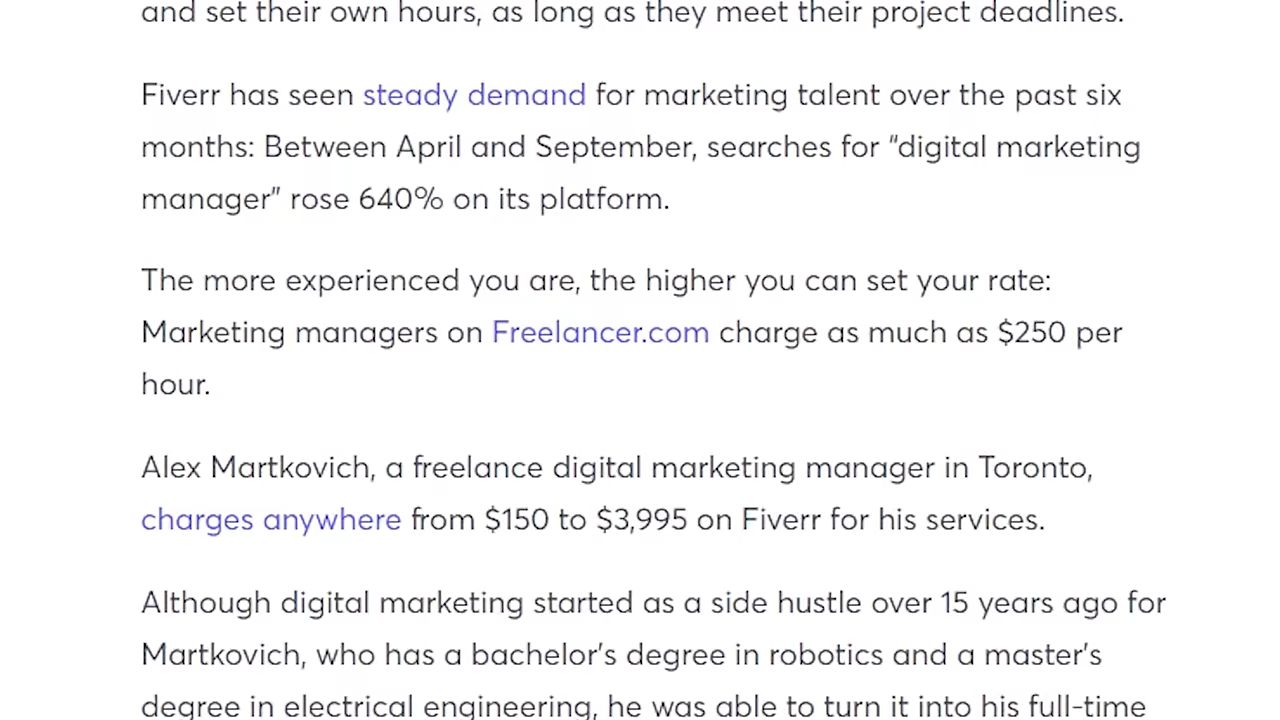 and set their own hours, as long as they meet their project deadlines.
Fiverr has seen steady demand for marketing talent over the past six
months: Between April and September, searches for “digital marketing
manager” rose 640% on its platform.
The more experienced you are, the higher you can set your rate:
Marketing managers on Freelancer.com charge as much as $250 per
hour.
Alex Martkovich, a freelance digital marketing manager in Toronto,
charges anywhere from $150 to $3,995 on Fiverr for his services.
Although digital marketing started as a side hustle over 15 years ago for
Martkovich, who has a bachelor’s degree in robotics and a master’s
degree in electrical engineering, he was able to turn it into his full-time